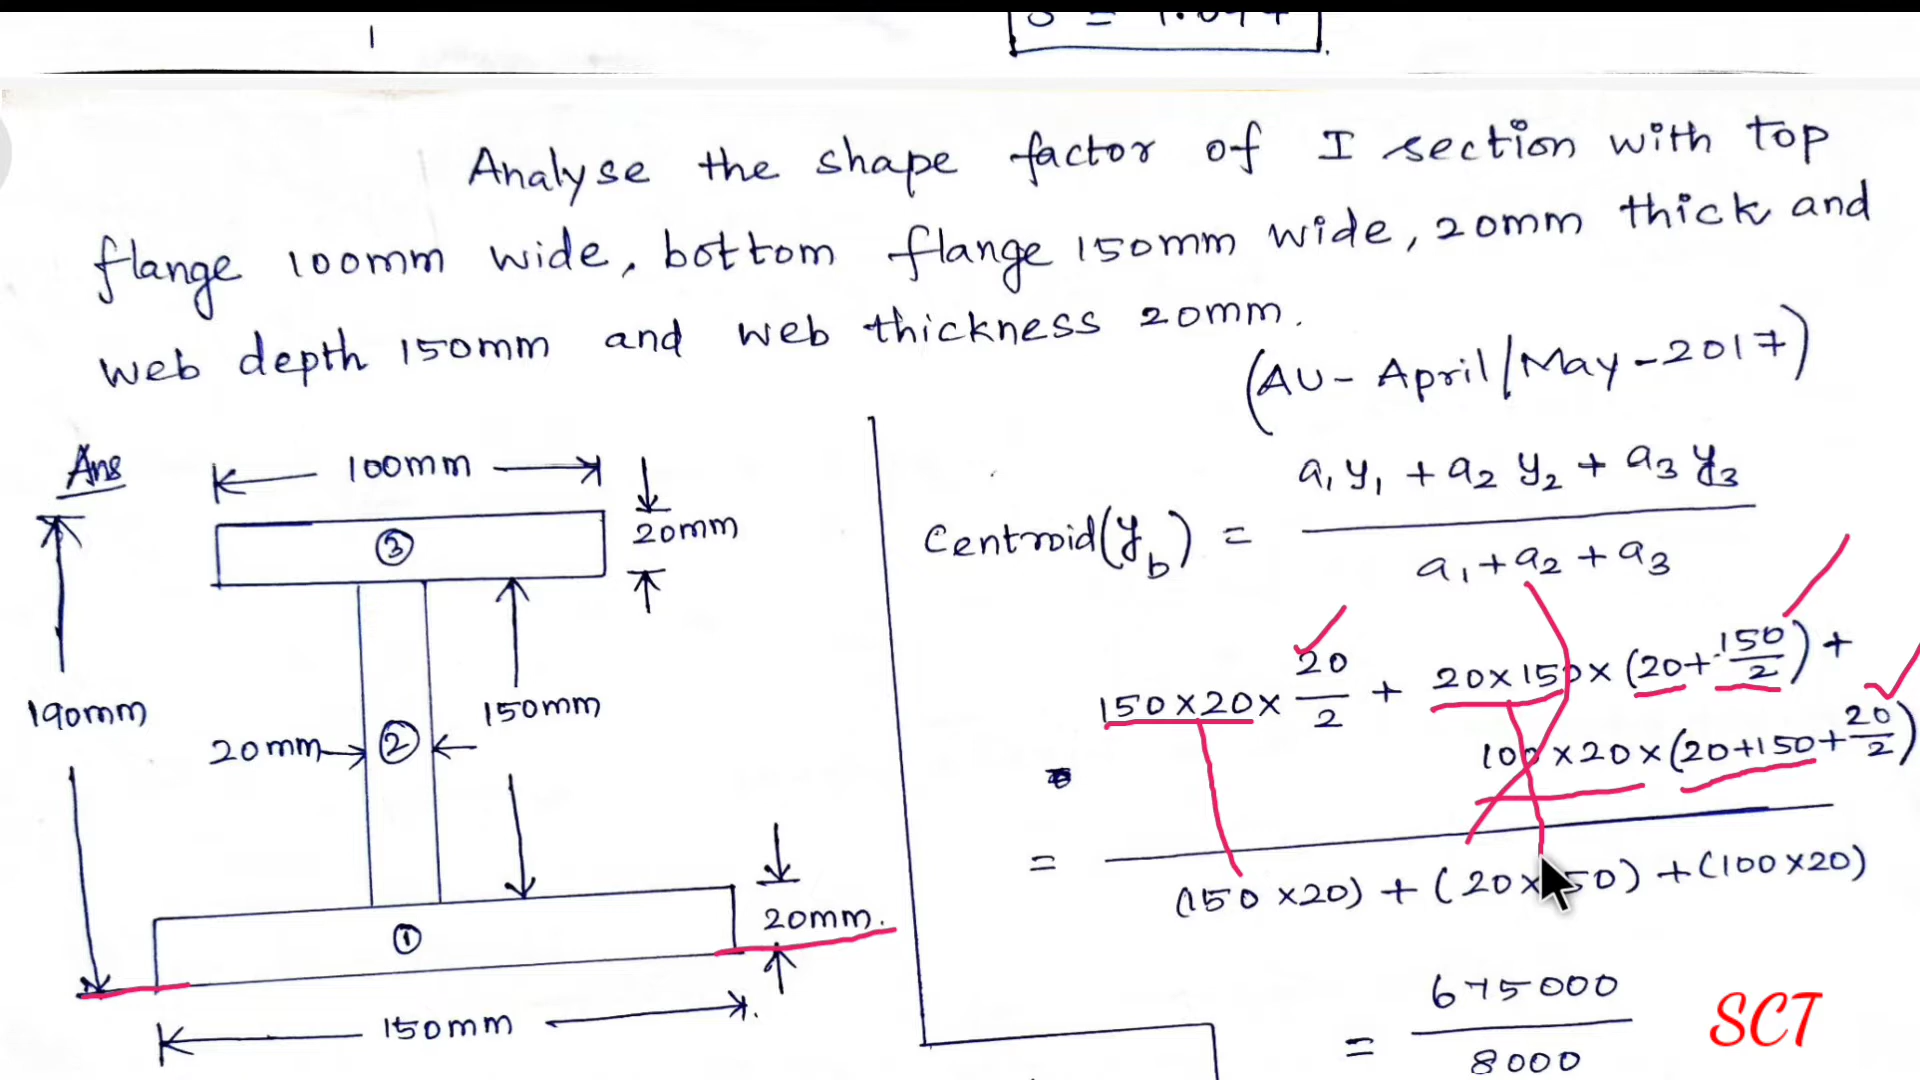 Analyse the shape factor of I section with top
flange 100mm wide, bottom flange 150mm wide, 20mm thick and
web depth 150mm and web thickness 20mm.
(AU - April/May - 2017)
Ans
100mm
20mm
③
190mm
20mm
②
150mm
①
20mm.
150mm
Centroid(y_b) = a₁y₁ + a₂y₂ + a₃y₃
a₁ + a₂ + a₃
150 × 20 × 20/2 + 20 × 150 × (20 + 150/2) +
100 × 20 × (20+150+20/2)
=
(150 × 20) + (20 × 150) + (100 × 20)
= 675000
8000
SCT